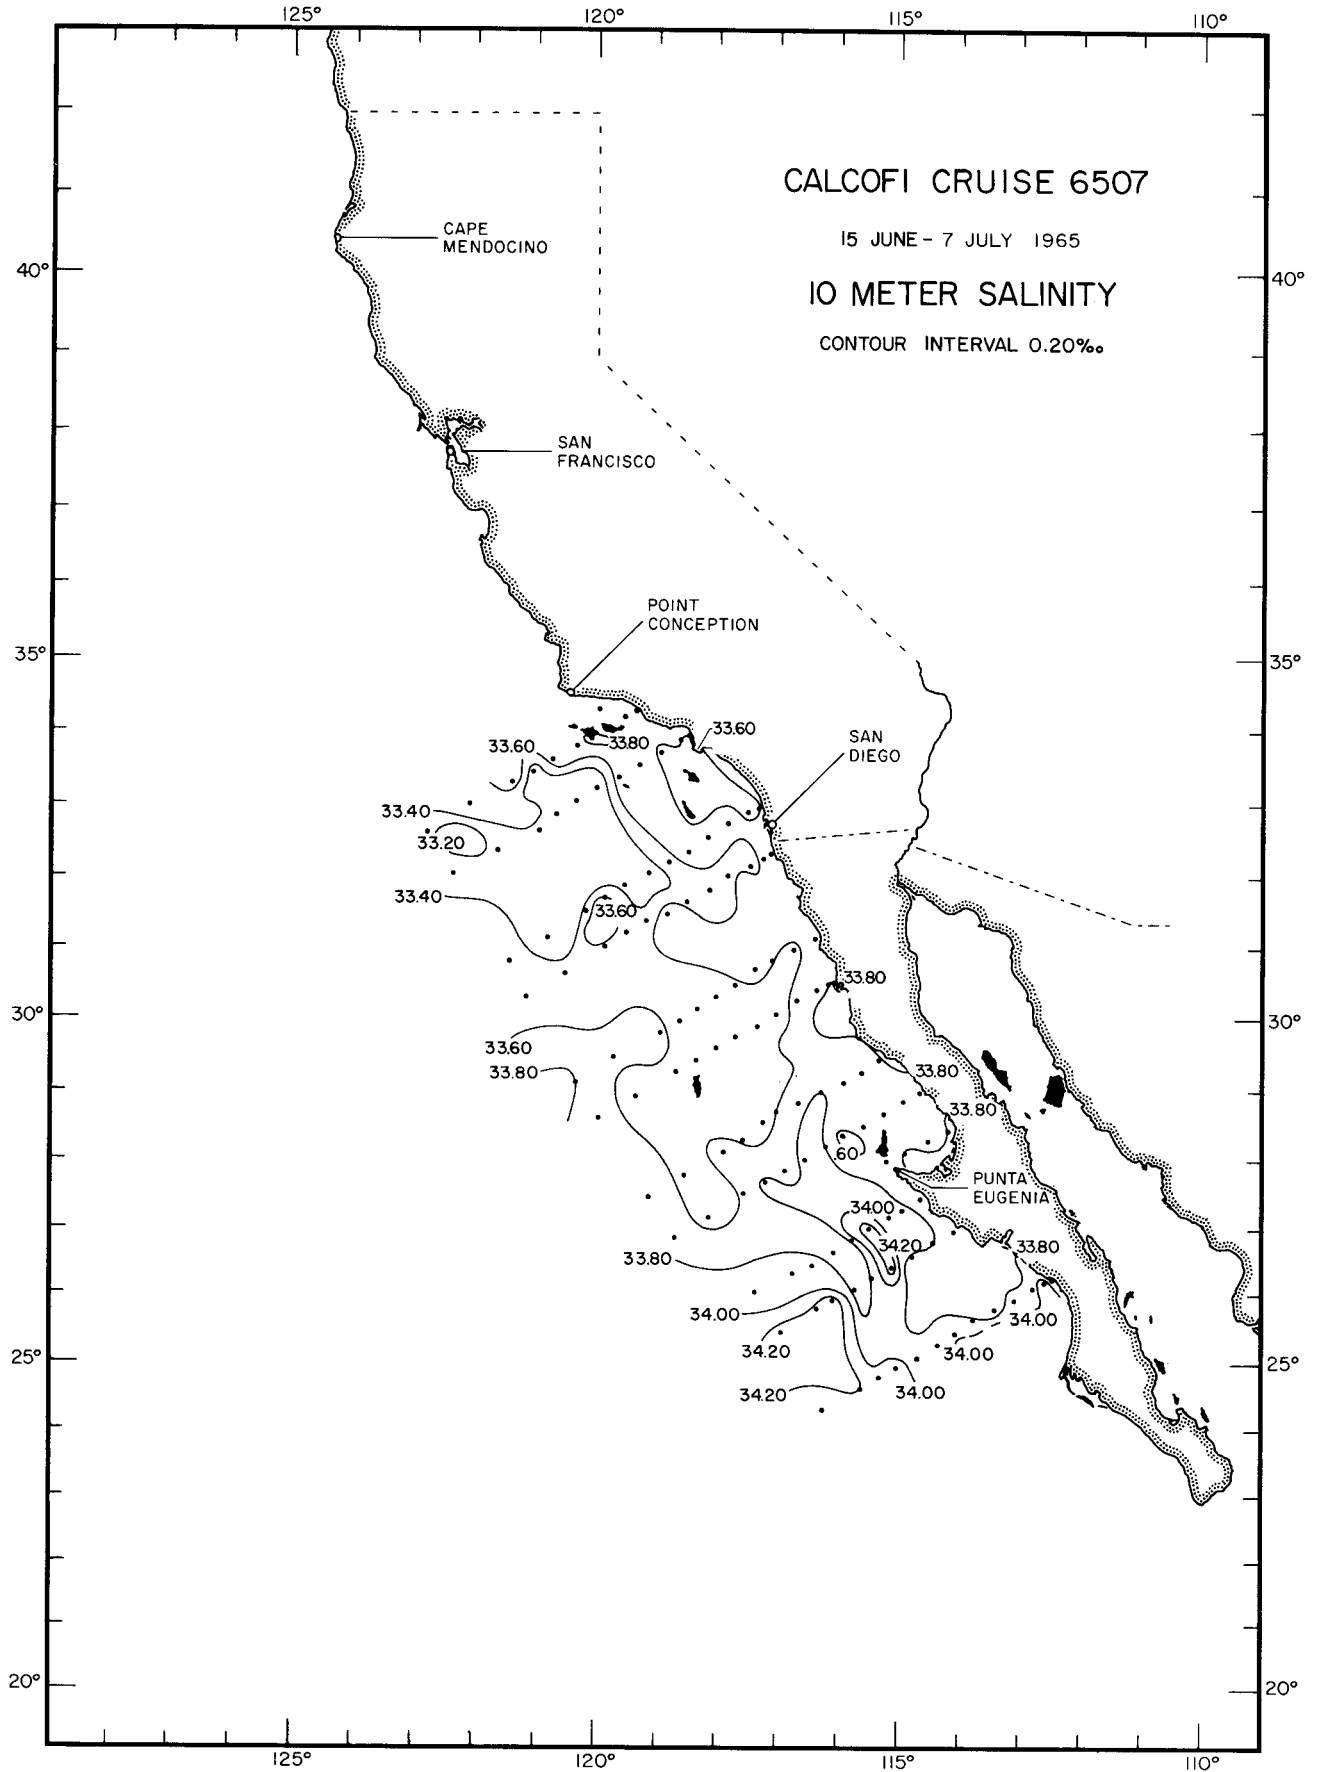 125°
120°
115°
110°
CALCOFI CRUISE 6507
15 JUNE – 7 JULY 1965
10 METER SALINITY
CONTOUR INTERVAL 0.20‰
CAPE
MENDOCINO
40°
40°
SAN
FRANCISCO
POINT
CONCEPTION
35°
35°
33.60
SAN
DIEGO
33.80
33.60
33.40
33.20
33.40
33.60
33.80
30°
30°
33.60
33.80
33.80
33.80
.60
PUNTA
EUGENIA
34.00
34.20
33.80
33.80
34.00
34.00
34.20
34.00
25°
25°
34.20
34.00
20°
20°
125°
120°
115°
110°